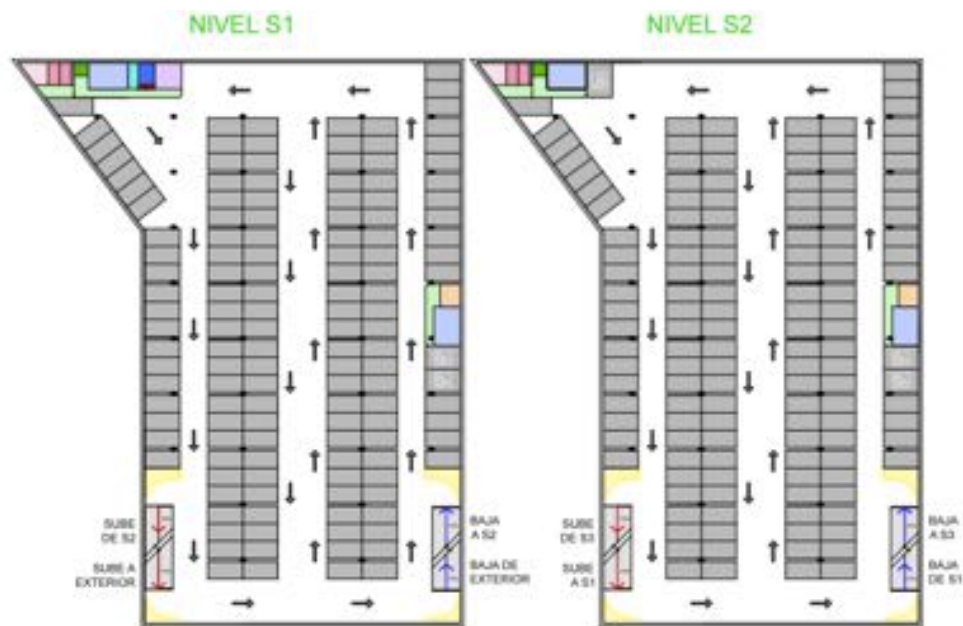 NIVEL S1
NIVEL S2
SUBE
DE S2
SUBE A
EXTERIOR
BAJA
A S2
BAJA DE
EXTERIOR
SUBE
DE S3
SUBE
A S1
BAJA
A S3
BAJA
DE S1